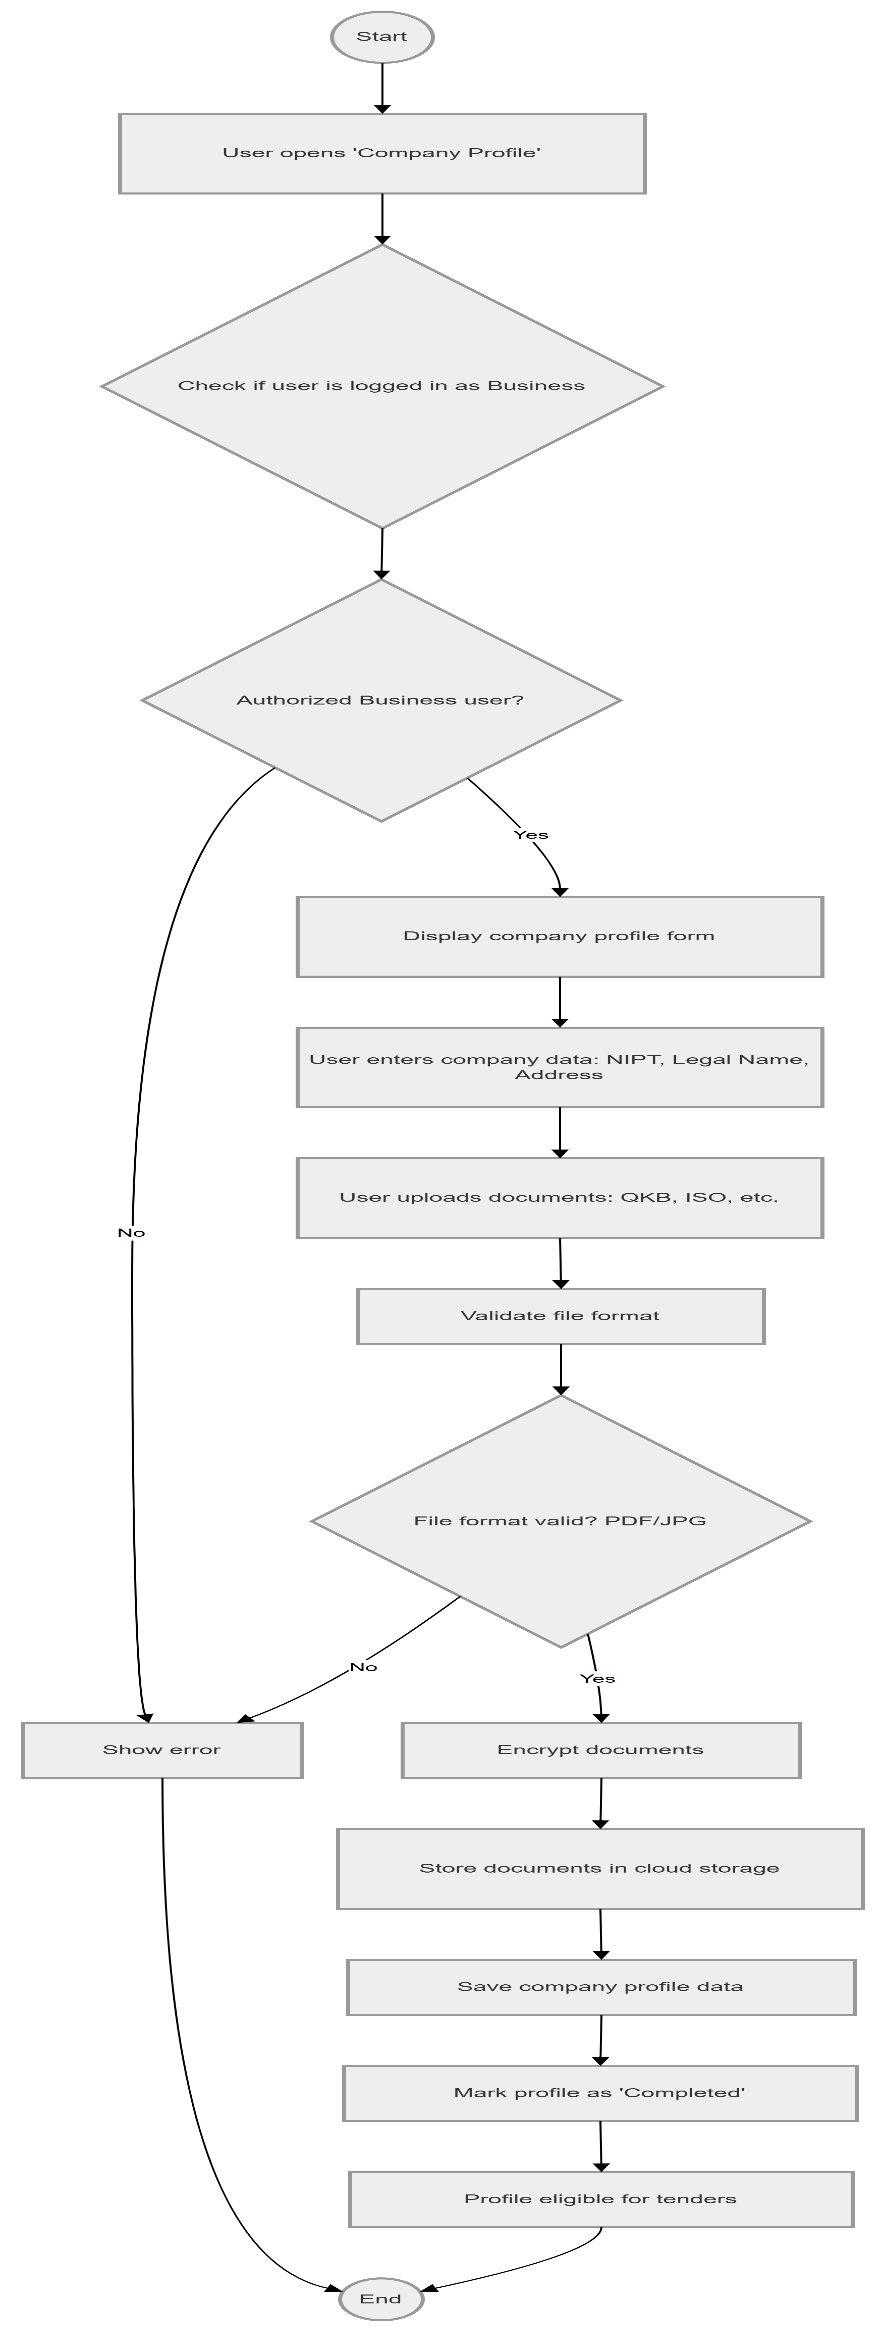 Start
User opens 'Company Profile'
Check if user is logged in as Business
Authorized Business user?
Yes
Display company profile form
User enters company data: NIPT, Legal Name,
Address
User uploads documents: QKB, ISO, etc.
No
Validate file format
File format valid? PDF/JPG
No
Yes
Show error
Encrypt documents
Store documents in cloud storage
Save company profile data
Mark profile as 'Completed'
Profile eligible for tenders
End